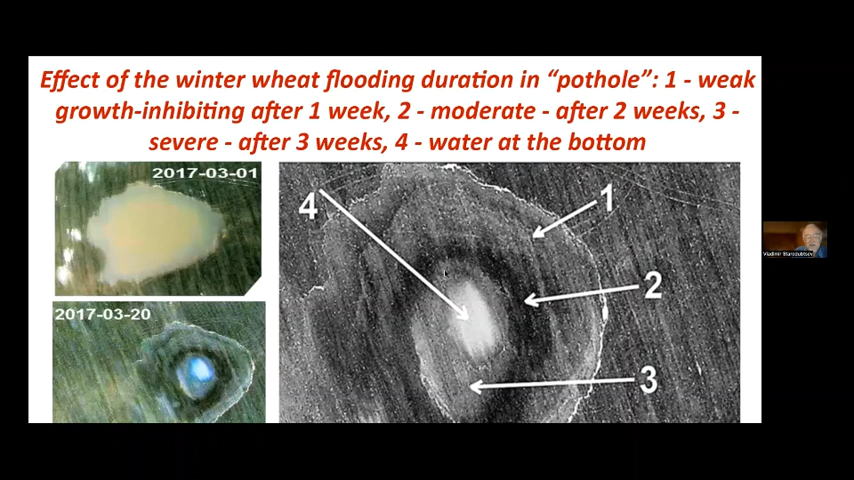 Effect of the winter wheat flooding duration in “pothole”: 1 - weak
growth-inhibiting after 1 week, 2 - moderate - after 2 weeks, 3 -
severe - after 3 weeks, 4 - water at the bottom
2017-03-01
2017-03-20
4
1
2
3